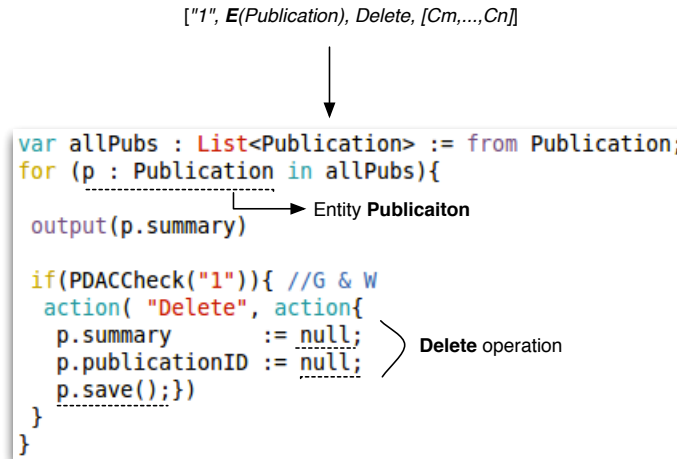 ["1", E(Publication), Delete, [Cm,...,Cn]]
var allPubs : List<Publication> := from Publication;
for (p : Publication in allPubs){
Entity Publicaiton
output(p.summary)
if(PDACCheck("1")){ //G & W
action( "Delete", action{
p.summary := null;
p.publicationID := null;
Delete operation
p.save();})
}
}